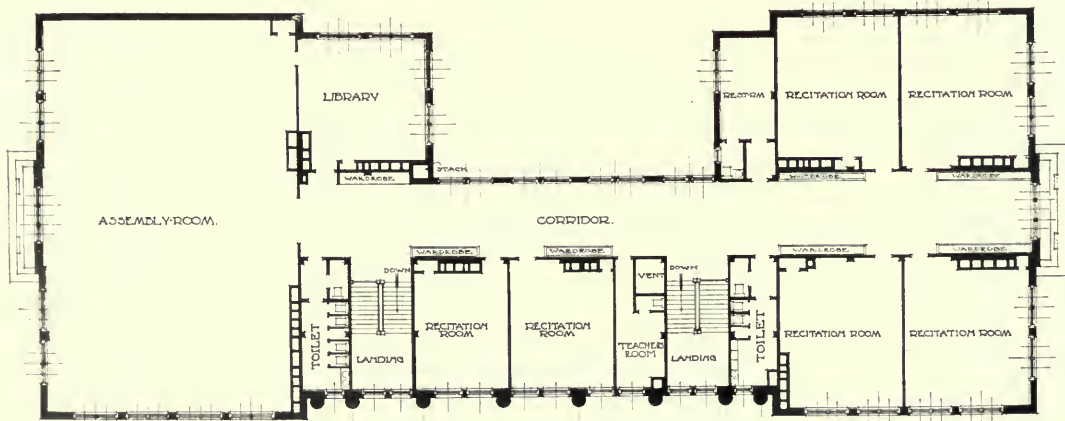 LIBRARY
REST-RM
RECITATION ROOM
RECITATION ROOM
STACK
WARDROBE
WARDROBE
WARDROBE
ASSEMBLY-ROOM.
CORRIDOR.
WARDROBE
WARDROBE
WARDROBE
WARDROBE
DOWN
VENT
DOWN
TOILET
LANDING
RECITATION
ROOM
RECITATION
ROOM
TEACHER
ROOM
LANDING
TOILET
RECITATION ROOM
RECITATION ROOM